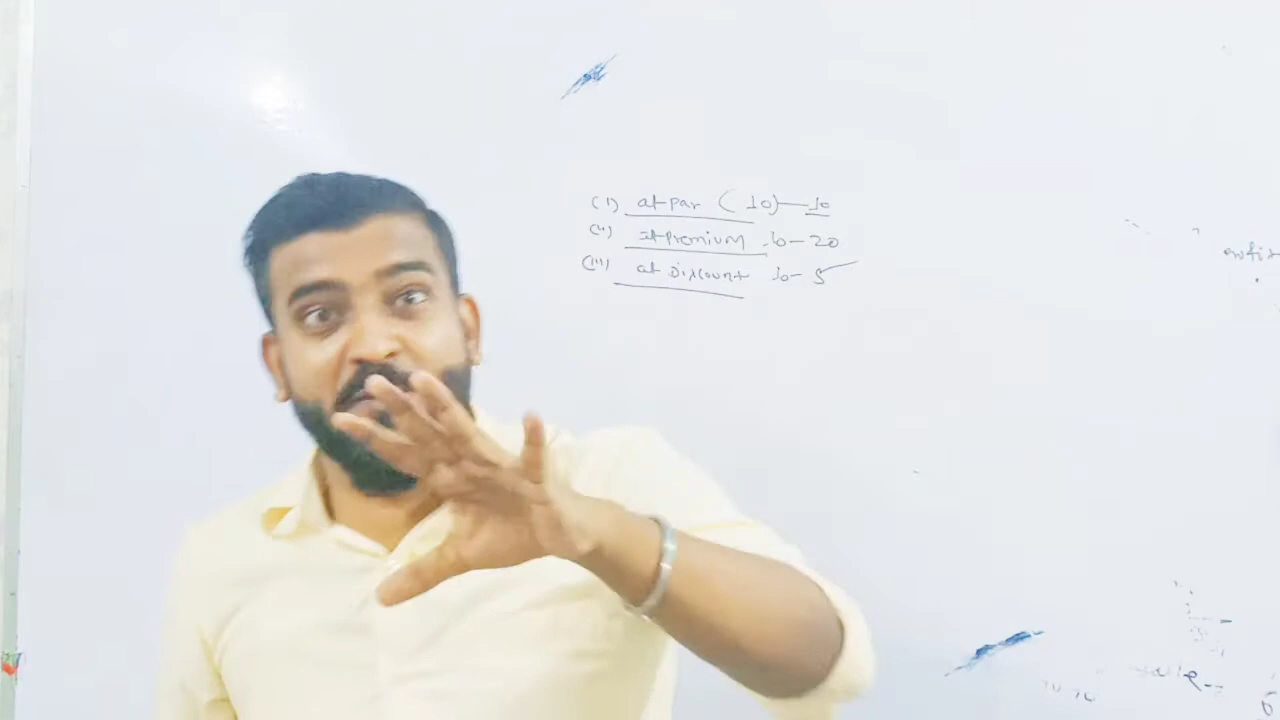 (I) at par (10) — 10
(II) at Premium 10 – 20
(III) at Discount 10 – 5